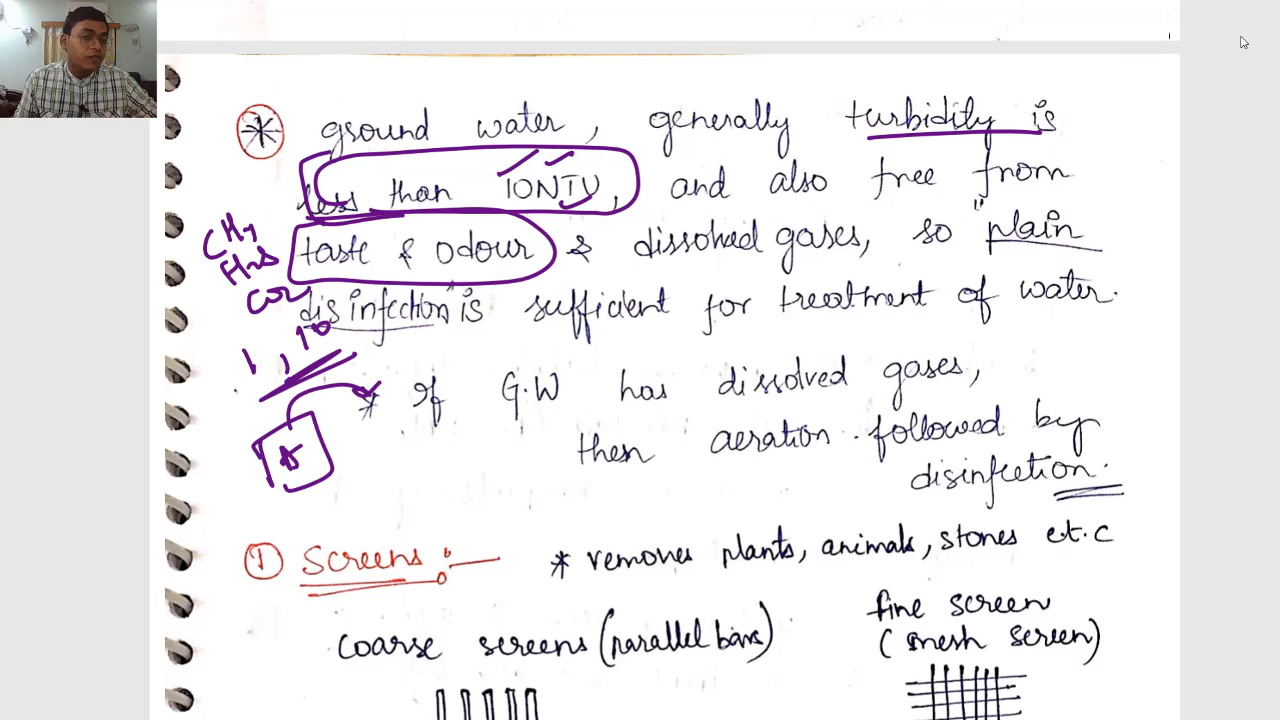 ground water, generally turbidity is
less than 10NTU, and also free from
taste & odour & dissolved gases, so "plain
disinfection" is sufficient for treatment of water.
CH4
H2S
CO2
1, 10
A
* If G.W has dissolved gases,
then aeration followed by
disinfection.
① Screens :— * removes plants, animals, stones e.t.c
coarse screens (parallel bars)
fine screen
(mesh screen)